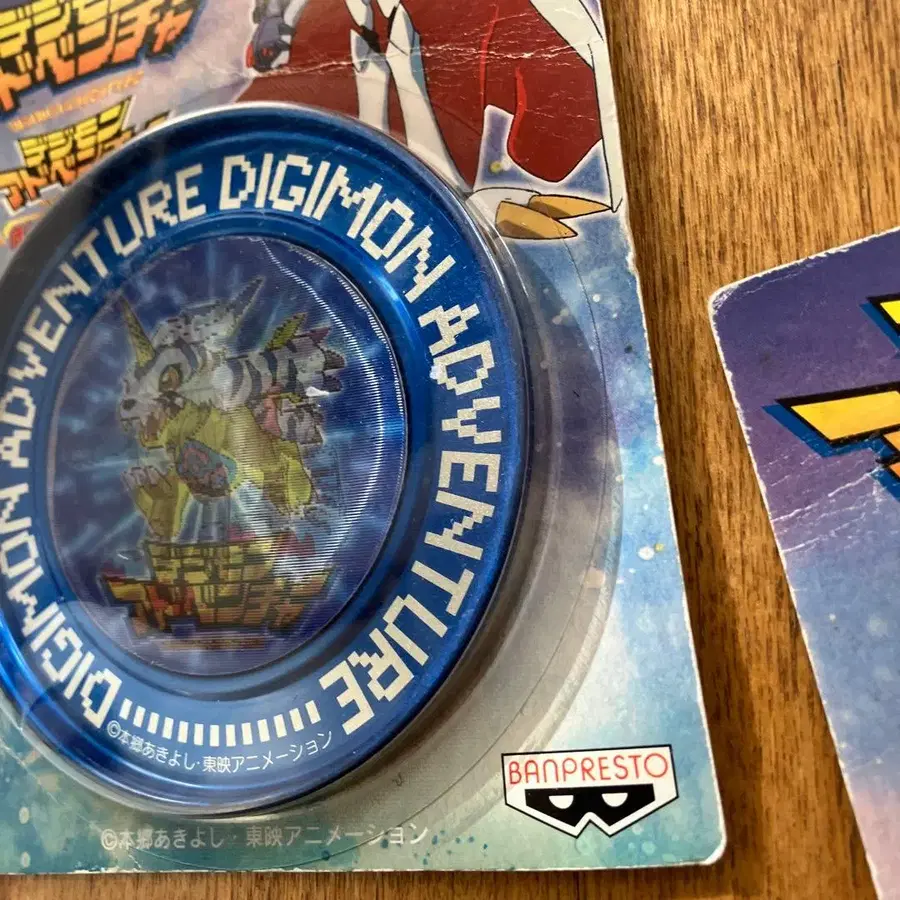 デジモン
アドベンチャー
デジモン
アドベンチャー
DIGIMON ADVENTURE DIGIMON ADVENTURE
デジモン
アドベンチャー
©本郷あきよし・東映アニメーション
BANPRESTO
©本郷あきよし・東映アニメーション